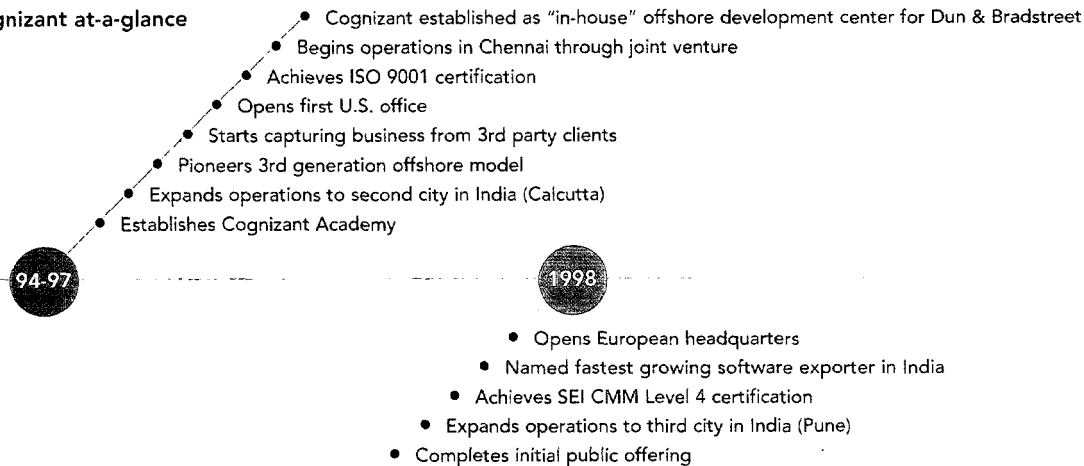 gnizant at-a-glance
• Cognizant established as “in-house” offshore development center for Dun & Bradstreet
• Begins operations in Chennai through joint venture
• Achieves ISO 9001 certification
• Opens first U.S. office
• Starts capturing business from 3rd party clients
• Pioneers 3rd generation offshore model
• Expands operations to second city in India (Calcutta)
• Establishes Cognizant Academy
94-97
1998
• Opens European headquarters
• Named fastest growing software exporter in India
• Achieves SEI CMM Level 4 certification
• Expands operations to third city in India (Pune)
• Completes initial public offering